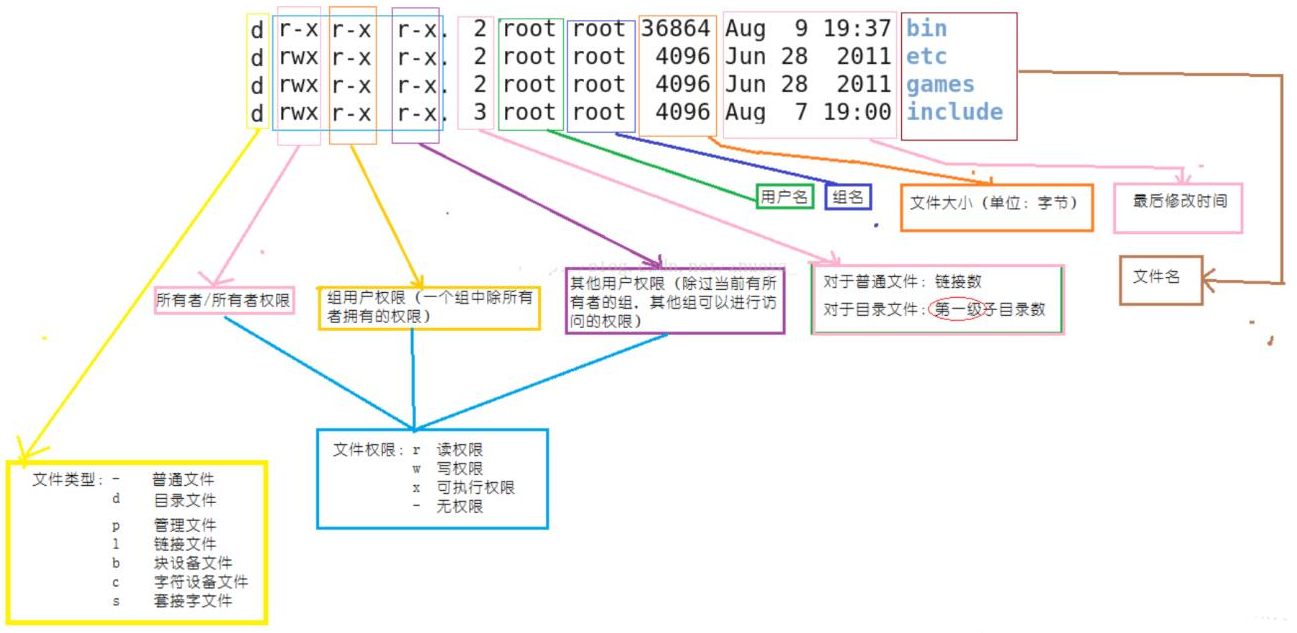 d r-x r-x r-x. 2 root root 36864 Aug 9 19:37 bin
d rwx r-x r-x. 2 root root 4096 Jun 28 2011 etc
d rwx r-x r-x. 2 root root 4096 Jun 28 2011 games
d rwx r-x r-x. 3 root root 4096 Aug 7 19:00 include
用户名
组名
文件大小（单位：字节）
最后修改时间
所有者/所有者权限
组用户权限（一个组中除所有
者拥有的权限）
其他用户权限（除过当前有所
有者的组，其他组可以进行访
问的权限）
对于普通文件：链接数
对于目录文件：第一级子目录数
文件名
文件类型：- 普通文件
d 目录文件
p 管理文件
l 链接文件
b 块设备文件
c 字符设备文件
s 套接字文件
文件权限：r 读权限
w 写权限
x 可执行权限
- 无权限